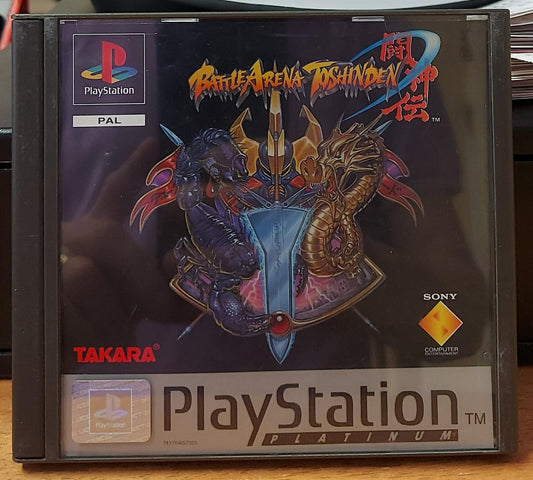 PlayStation
PAL
BATTLE ARENA TOSHINDEN
闘神伝
TM
TAKARA®
SONY
COMPUTER
ENTERTAINMENT
PlayStation
PlayStation TM
PLATINUM®